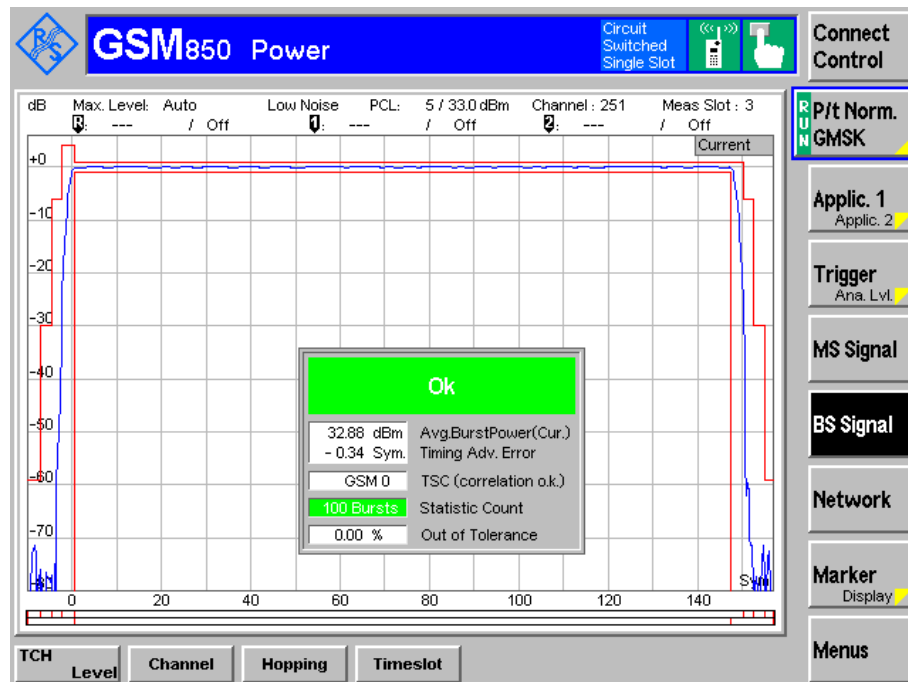 R&S
GSM850 Power
Circuit
Switched
Single Slot
Connect
Control
dB Max. Level: Auto Low Noise PCL: 5 / 33.0 dBm Channel : 251 Meas Slot : 3
R: --- / Off 1: --- / Off 2: --- / Off
Current
RUN
P/t Norm.
GMSK
+0
-10
-20
-30
-40
-50
-60
-70
-80
Ok
32.88 dBm Avg.BurstPower(Cur.)
- 0.34 Sym. Timing Adv. Error
GSM 0 TSC (correlation o.k.)
100 Bursts Statistic Count
0.00 % Out of Tolerance
Sym
0 20 40 60 80 100 120 140
Applic. 1
Applic. 2
Trigger
Ana. Lvl.
MS Signal
BS Signal
Network
Marker
Display
Menus
TCH
Level
Channel
Hopping
Timeslot